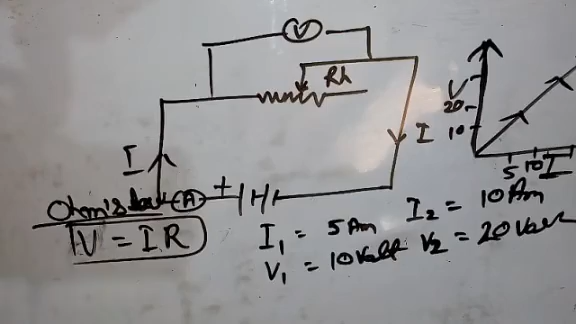 V
Rh
V
20
10
I
I
5 10 I
A +
Ohm's law
V = IR
I₁ = 5 Am
I₂ = 10 Am
V₁ = 10 Volt
V₂ = 20 Volt